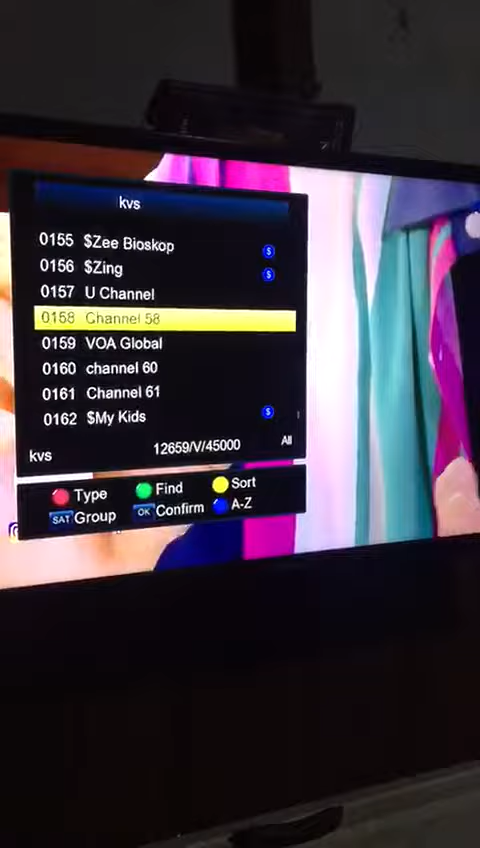 kvs
0155 $Zee Bioskop
0156 $Zing
0157 U Channel
0158 Channel 58
0159 VOA Global
0160 channel 60
0161 Channel 61
0162 $My Kids
kvs 12659/V/45000 All
Type Find Sort
SAT Group OK Confirm A-Z